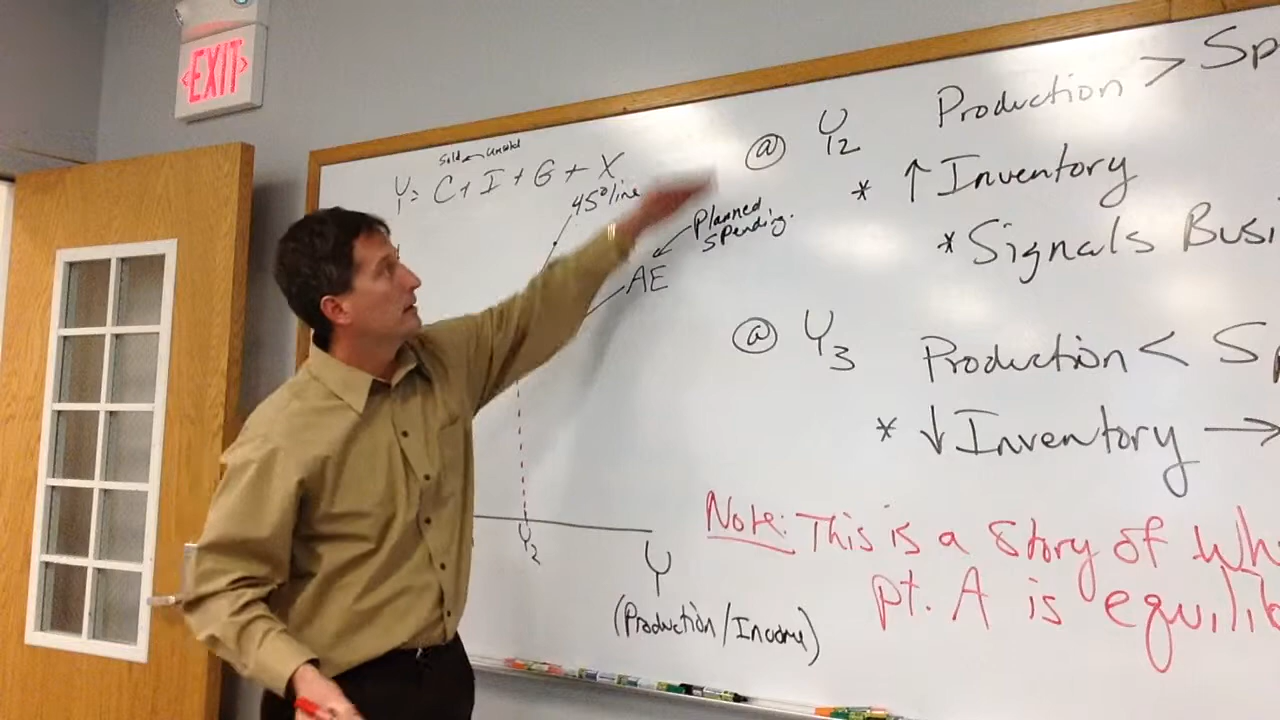 EXIT
Sold ← unsold
Y = C + I + G + X
45° line
Planned
spending.
AE
Y2
Y
(Production/Income)
@ Y2 Production > Sp
* ↑ Inventory
* Signals Busi
@ Y3 Production < Sp
* ↓ Inventory →
Note: This is a story of wh
pt. A is equilib